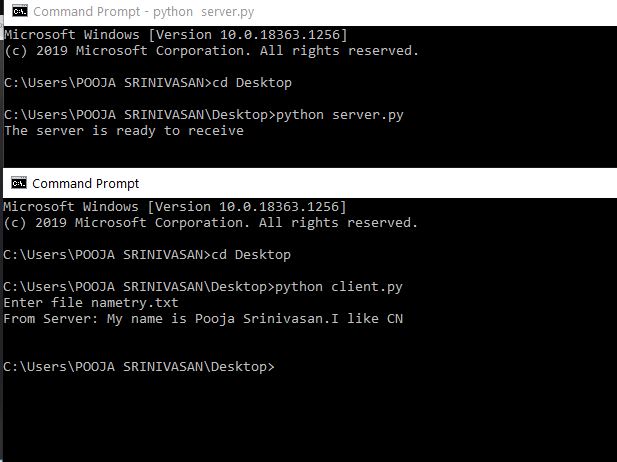 Command Prompt - python  server.py
Microsoft Windows [Version 10.0.18363.1256]
(c) 2019 Microsoft Corporation. All rights reserved.
C:\Users\POOJA SRINIVASAN>cd Desktop
C:\Users\POOJA SRINIVASAN\Desktop>python server.py
The server is ready to receive
Command Prompt
Microsoft Windows [Version 10.0.18363.1256]
(c) 2019 Microsoft Corporation. All rights reserved.
C:\Users\POOJA SRINIVASAN>cd Desktop
C:\Users\POOJA SRINIVASAN\Desktop>python client.py
Enter file nametry.txt
From Server: My name is Pooja Srinivasan.I like CN
C:\Users\POOJA SRINIVASAN\Desktop>